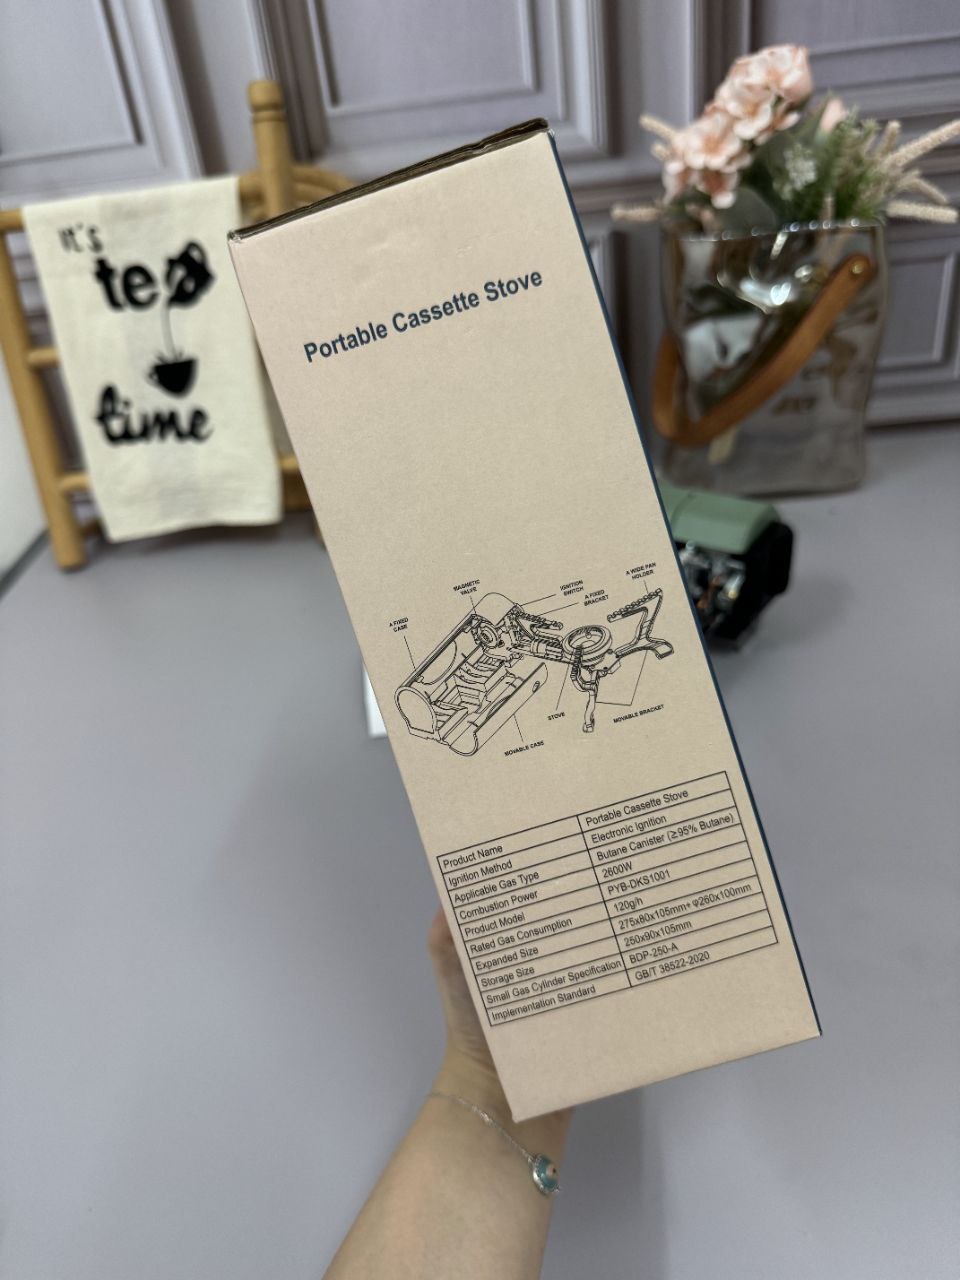 it's
tea
time
Portable Cassette Stove
MAGNETIC
VALVE
IGNITION
SWITCH
A WIDE PAN
HOLDER
A FIXED
BRACKET
A FIXED
CASE
STOVE
MOVABLE BRACKET
MOVABLE CASE
Product Name Portable Cassette Stove
Ignition Method Electronic Ignition
Applicable Gas Type Butane Canister (≥95% Butane)
Combustion Power 2600W
Product Model PYB-DKS1001
Rated Gas Consumption 120g/h
Expanded Size 275x80x105mm+ φ260x100mm
Storage Size 250x90x105mm
Small Gas Cylinder Specification BDP-250-A
Implementation Standard GB/T 38522-2020